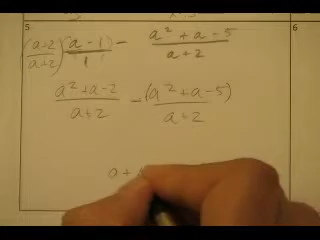 5
6
(a+2)/(a+2) (a - 1)/1 - (a² + a - 5)/(a+2)
(a² + a - 2)/(a+2) - (a² + a - 5)/(a+2)
a +